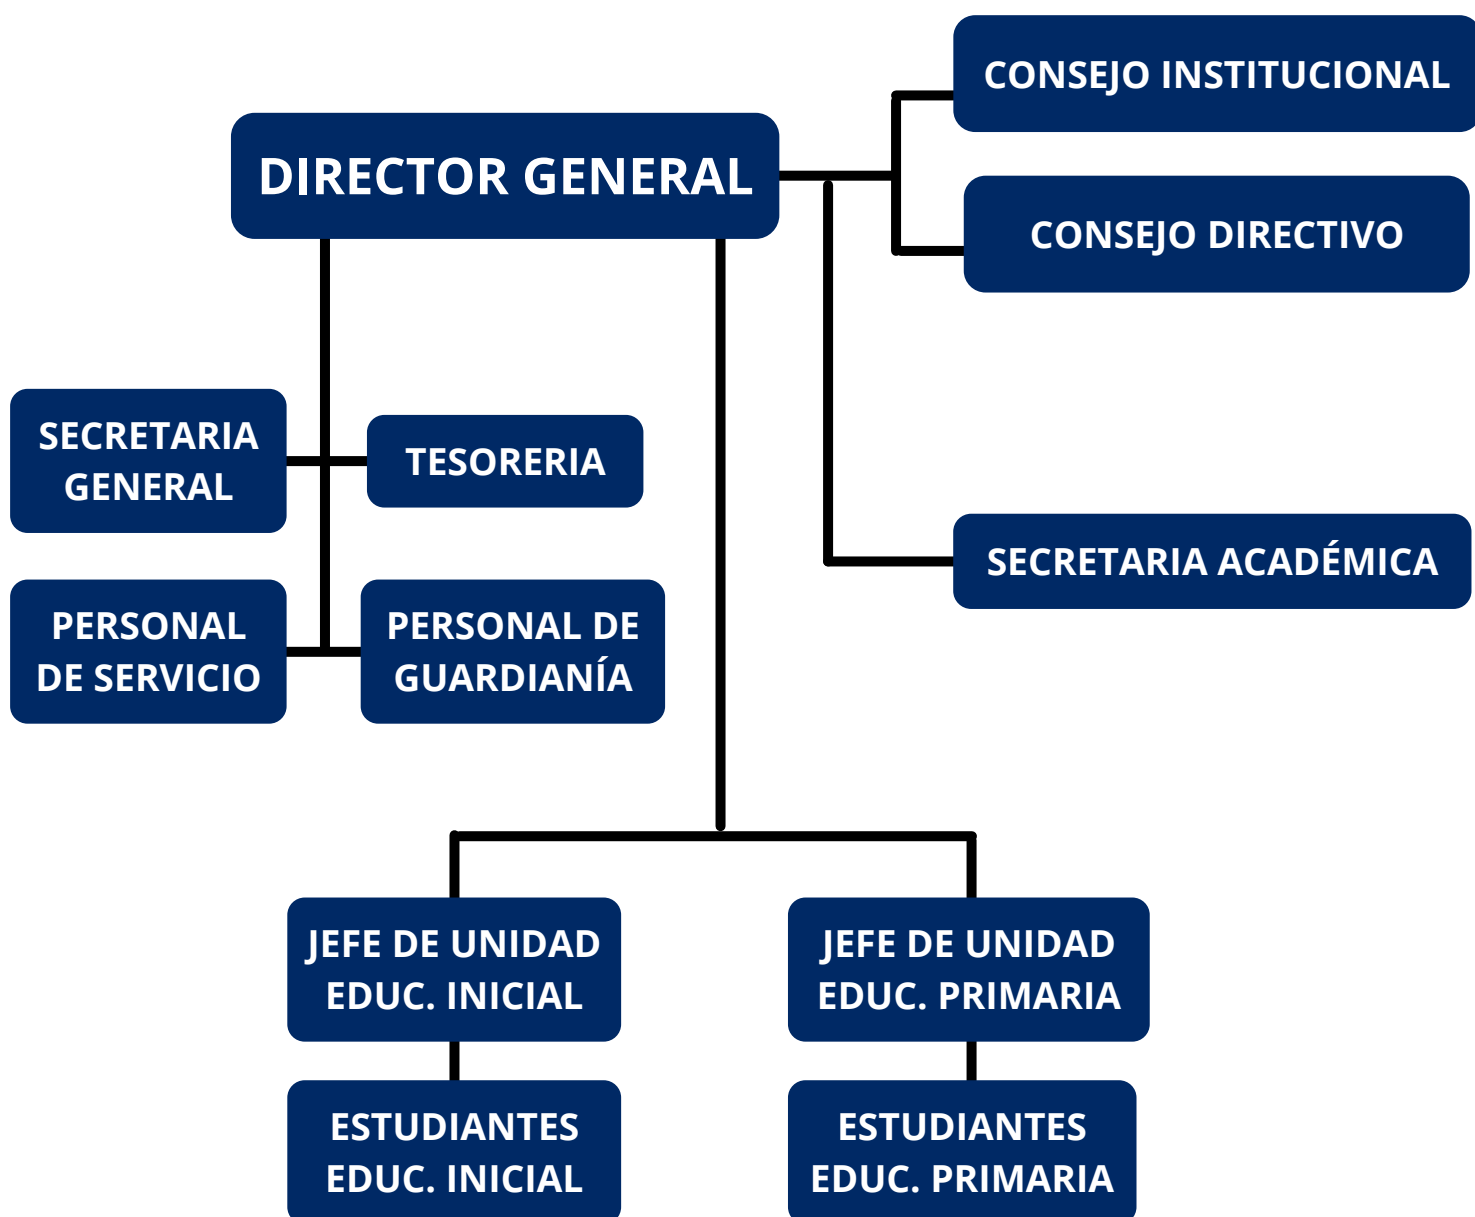 CONSEJO INSTITUCIONAL
DIRECTOR GENERAL
CONSEJO DIRECTIVO
SECRETARIA
GENERAL
TESORERIA
SECRETARIA ACADÉMICA
PERSONAL
DE SERVICIO
PERSONAL DE
GUARDIANÍA
JEFE DE UNIDAD
EDUC. INICIAL
JEFE DE UNIDAD
EDUC. PRIMARIA
ESTUDIANTES
EDUC. INICIAL
ESTUDIANTES
EDUC. PRIMARIA